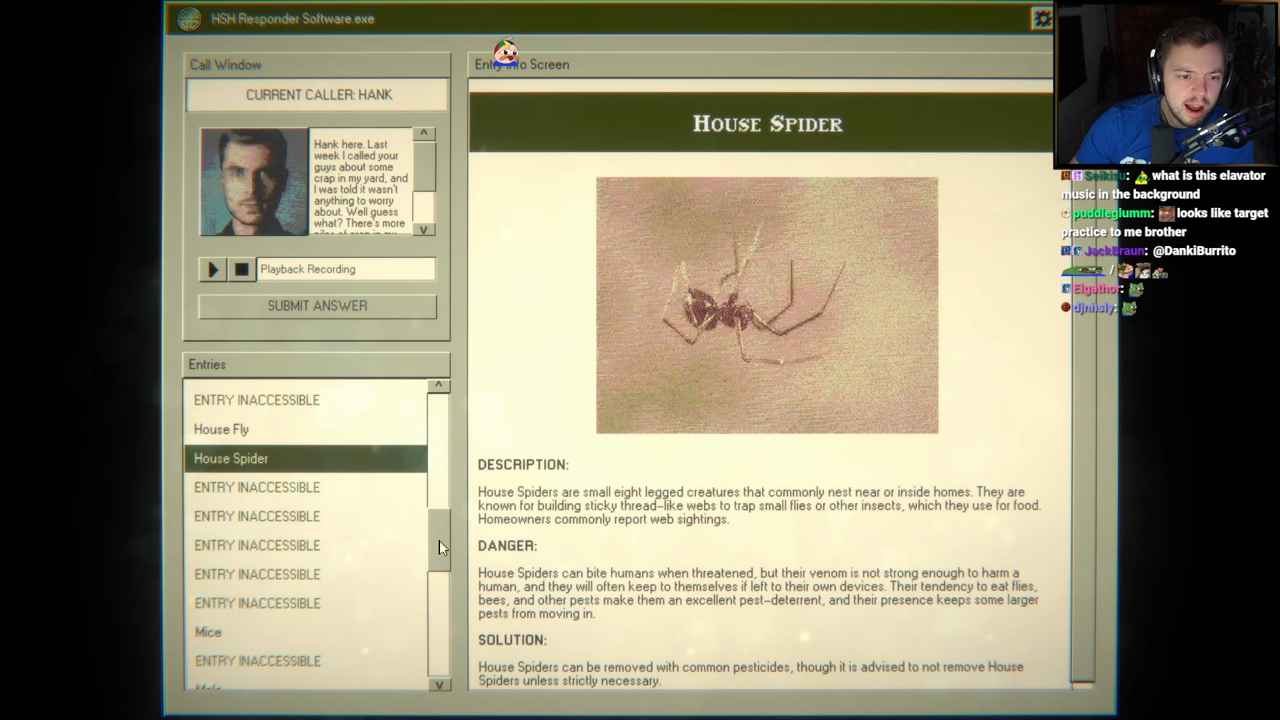 HSH Responder Software.exe
Call Window
CURRENT CALLER: HANK
Hank here. Last
week I called your
guys about some
crap in my yard, and
I was told it wasn't
anything to worry
about. Well guess
what? There's more
Playback Recording
SUBMIT ANSWER
Entries
ENTRY INACCESSIBLE
House Fly
House Spider
ENTRY INACCESSIBLE
ENTRY INACCESSIBLE
ENTRY INACCESSIBLE
ENTRY INACCESSIBLE
ENTRY INACCESSIBLE
Mice
ENTRY INACCESSIBLE
Entry Info Screen
HOUSE SPIDER
DESCRIPTION:
House Spiders are small eight legged creatures that commonly nest near or inside homes. They are
known for building sticky thread-like webs to trap small flies or other insects, which they use for food.
Homeowners commonly report web sightings.
DANGER:
House Spiders can bite humans when threatened, but their venom is not strong enough to harm a
human, and they will often keep to themselves if left to their own devices. Their tendency to eat flies,
bees, and other pests make them an excellent pest-deterrent, and their presence keeps some larger
pests from moving in.
SOLUTION:
House Spiders can be removed with common pesticides, though it is advised to not remove House
Spiders unless strictly necessary.
what is this elavator
music in the background
puddleglumm: looks like target
practice to me brother
JackBraun: @DankiBurrito
/
Elgathor:
djnhsly: